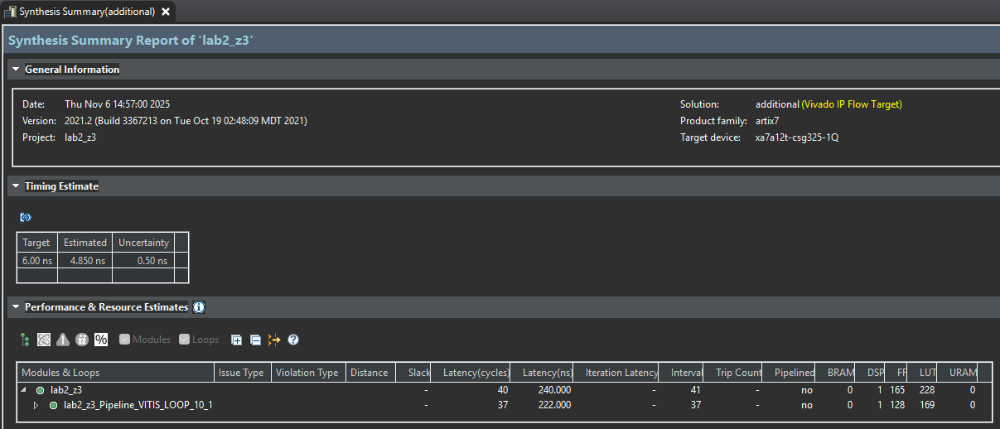 Synthesis Summary(additional)
Synthesis Summary Report of 'lab2_z3'
General Information
Date: Thu Nov 6 14:57:00 2025 Solution: additional (Vivado IP Flow Target)
Version: 2021.2 (Build 3367213 on Tue Oct 19 02:48:09 MDT 2021) Product family: artix7
Project: lab2_z3 Target device: xa7a12t-csg325-1Q
Timing Estimate
Target Estimated Uncertainty
6.00 ns 4.850 ns 0.50 ns
Performance & Resource Estimates
% Modules Loops
Modules & Loops Issue Type Violation Type Distance Slack Latency(cycles) Latency(ns) Iteration Latency Interval Trip Count Pipelined BRAM DSP FF LUT URAM
lab2_z3 - 40 240.000 - 41 - no 0 1 165 228 0
lab2_z3_Pipeline_VITIS_LOOP_10_1 - 37 222.000 - 37 - no 0 1 128 169 0